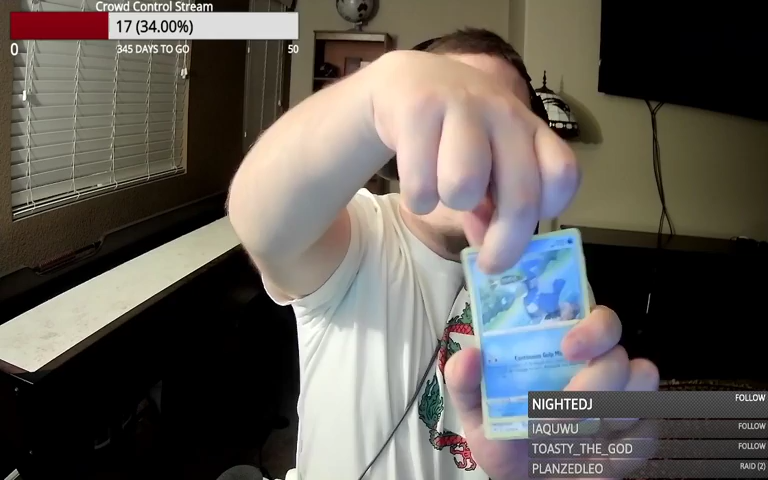 Crowd Control Stream
17 (34.00%)
0 345 DAYS TO GO 50
NIGHTEDJ FOLLOW
IAQUWU FOLLOW
TOASTY_THE_GOD FOLLOW
PLANZEDLEO RAID (2)